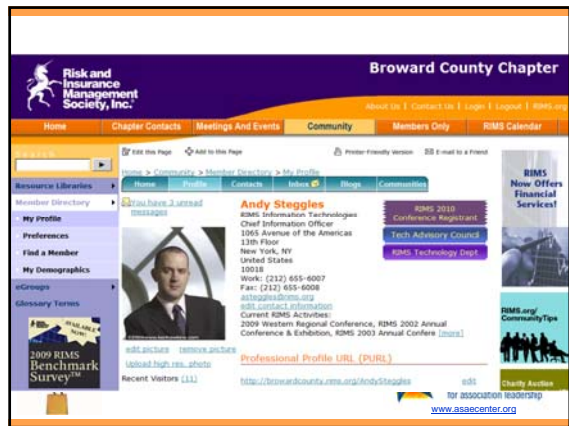 Risk and
Insurance
Management
Society, Inc.®
Broward County Chapter
About Us | Contact Us | Login | Logout | RIMS.org
Home Chapter Contacts Meetings And Events Community Members Only RIMS Calendar
Search
Edit this Page Add to this Page Printer-Friendly Version E-mail to a Friend
Home > Community > Member Directory > My Profile
Home Profile Contacts Inbox Blogs Communities
Resource Libraries
Member Directory
My Profile
Preferences
Find a Member
My Demographics
eGroups
Glossary Terms
AVAILABLE
NOW!
2009 RIMS
Benchmark
Survey™
You have 3 unread
messages
edit picture remove picture
Upload high res. photo
Recent Visitors (11)
Andy Steggles
RIMS Information Technologies
Chief Information Officer
1065 Avenue of the Americas
13th Floor
New York, NY
United States
10018
Work: (212) 655-6007
Fax: (212) 655-6008
asteggles@rims.org
edit contact information
Current RIMS Activities:
2009 Western Regional Conference, RIMS 2002 Annual
Conference & Exhibition, RIMS 2003 Annual Confere [more]
Professional Profile URL (PURL)
http://browardcounty.rims.org/AndySteggles edit
RIMS 2010
Conference Registrant
Tech Advisory Council
RIMS Technology Dept
RIMS
Now Offers
Financial
Services!
RIMS.org/
CommunityTips
Charity Auction
for association leadership
www.asaecenter.org